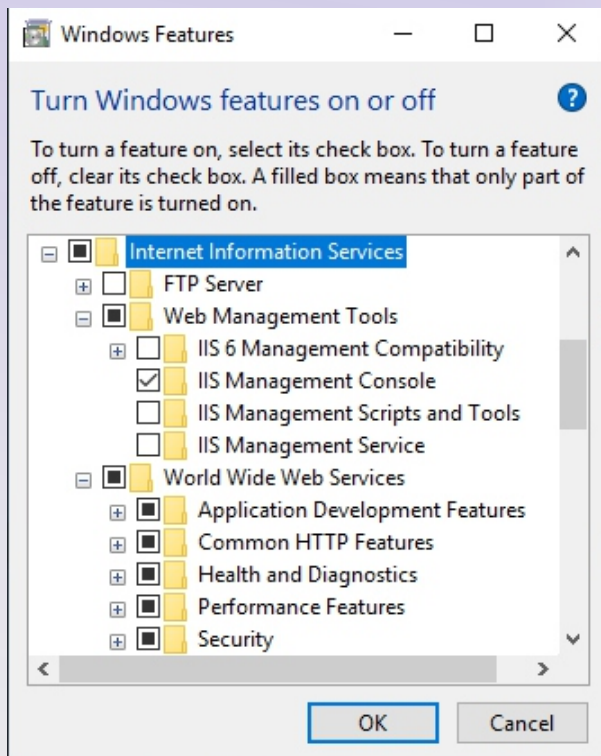 Windows Features
Turn Windows features on or off
To turn a feature on, select its check box. To turn a feature
off, clear its check box. A filled box means that only part of
the feature is turned on.
Internet Information Services
FTP Server
Web Management Tools
IIS 6 Management Compatibility
IIS Management Console
IIS Management Scripts and Tools
IIS Management Service
World Wide Web Services
Application Development Features
Common HTTP Features
Health and Diagnostics
Performance Features
Security
OK Cancel